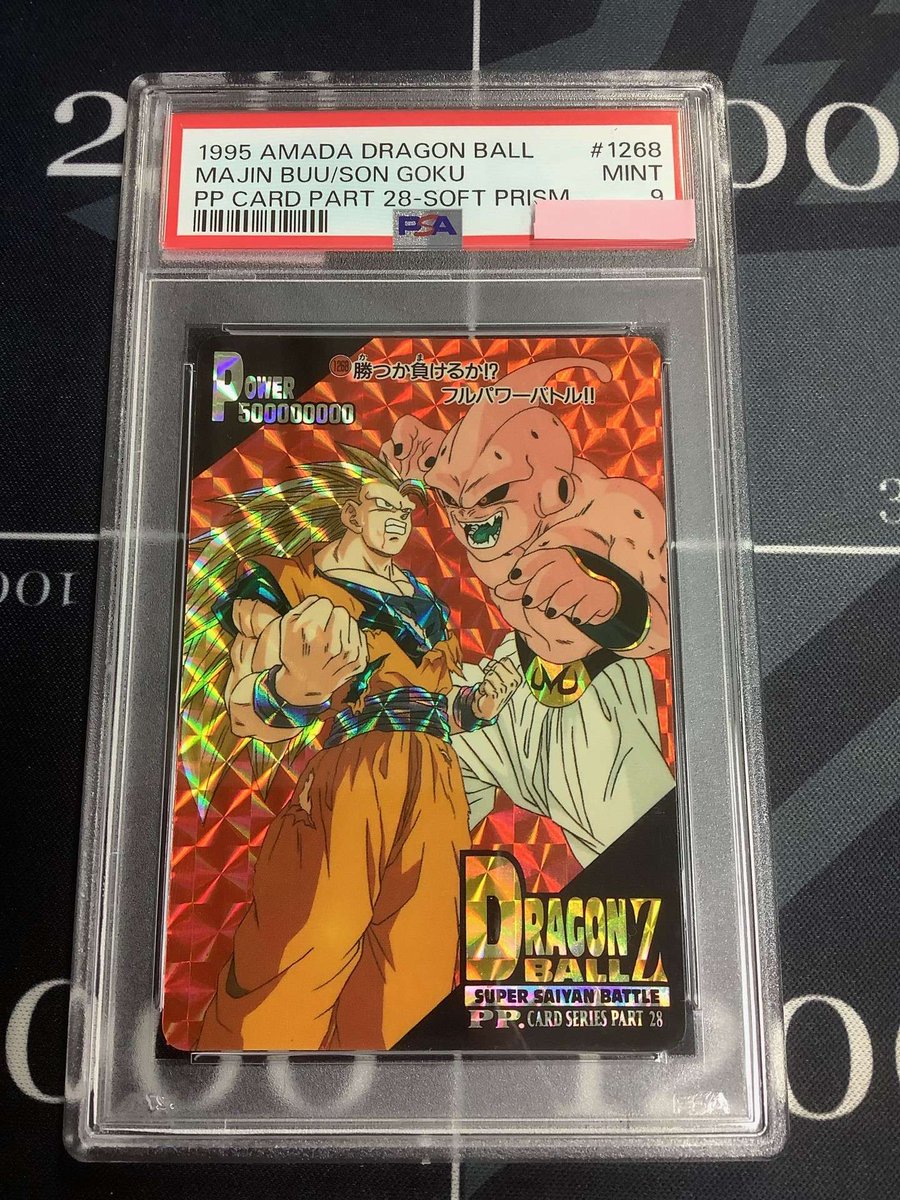 1995 AMADA DRAGON BALL #1268
MAJIN BUU/SON GOKU MINT
PP CARD PART 28-SOFT PRISM 9
PSA
POWER
500000000
1268 勝つか負けるか!?
フルパワーバトル!!
DRAGON
BALL Z
SUPER SAIYAN BATTLE
PP. CARD SERIES PART 28
100